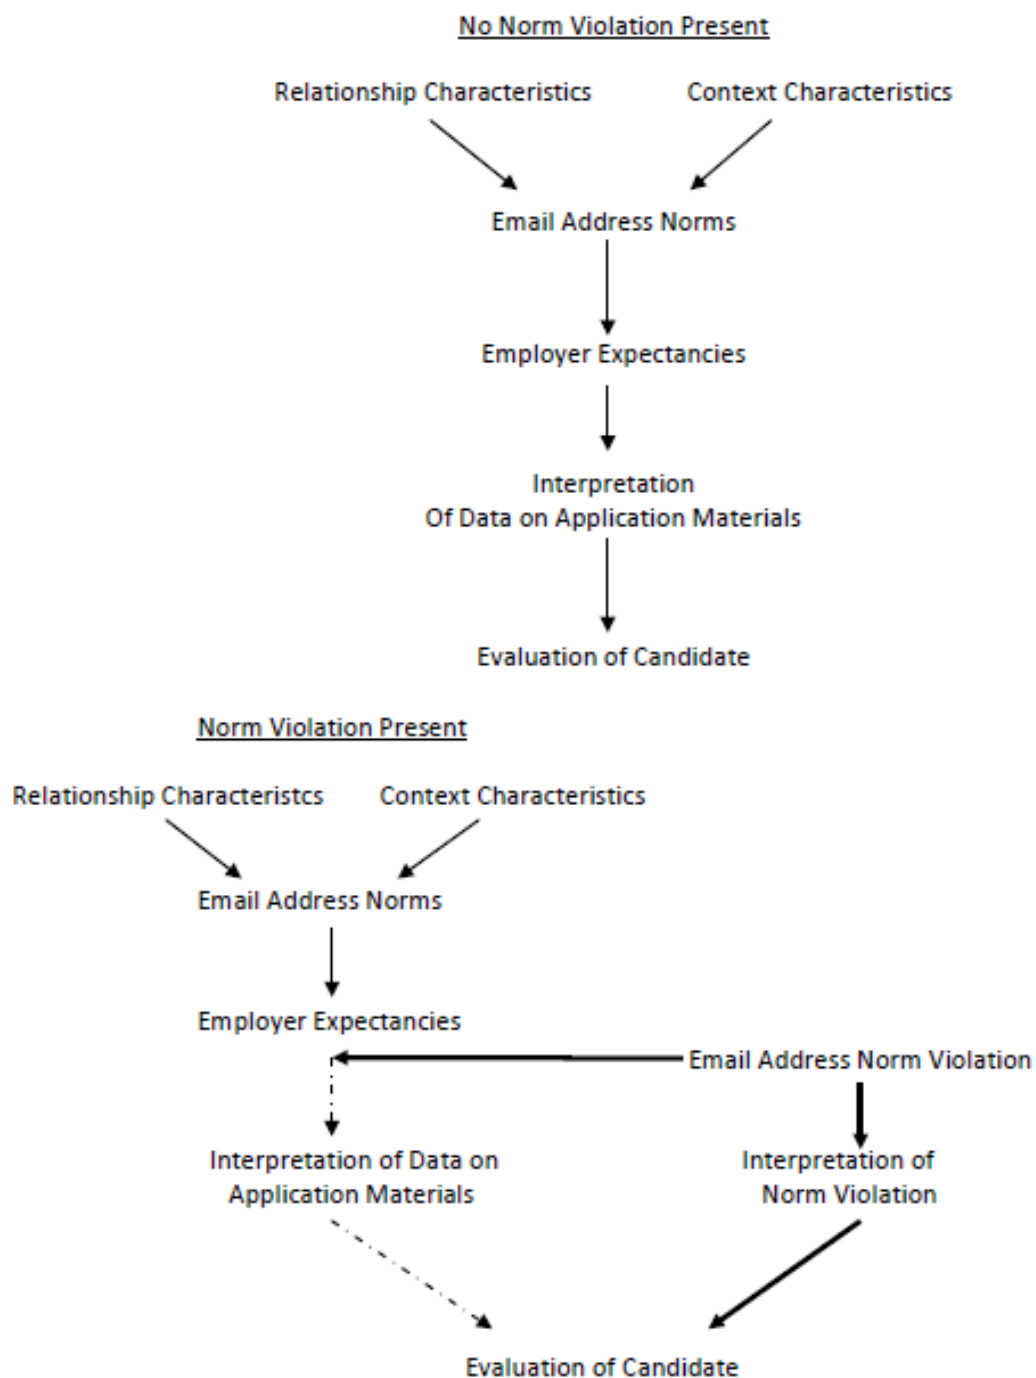 No Norm Violation Present
Relationship Characteristics Context Characteristics
Email Address Norms
Employer Expectancies
Interpretation
Of Data on Application Materials
Evaluation of Candidate
Norm Violation Present
Relationship Characteristcs Context Characteristics
Email Address Norms
Employer Expectancies
Email Address Norm Violation
Interpretation of Data on
Application Materials
Interpretation of
Norm Violation
Evaluation of Candidate